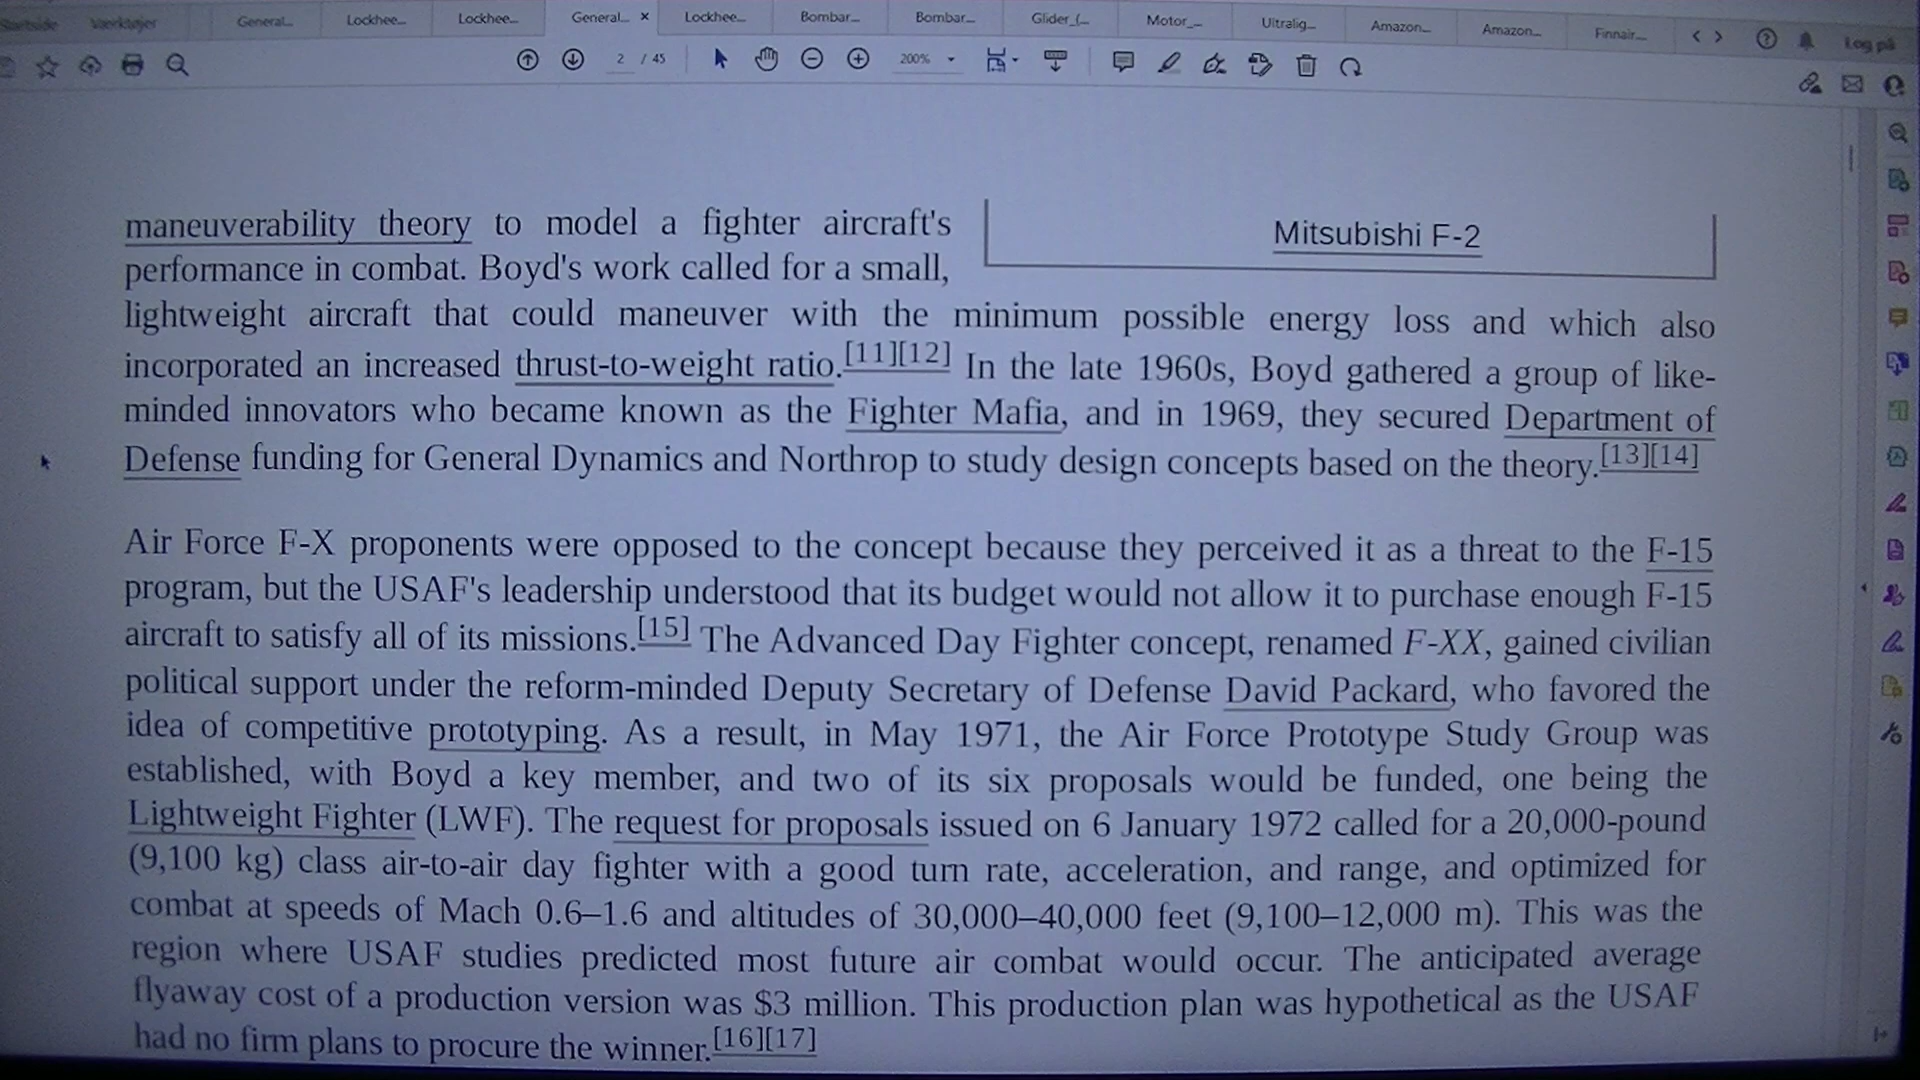 Startside Værktøjer General... Lockhee... Lockhee... General... × Lockhee... Bombar... Bombar... Glider_(... Motor_... Ultralig... Amazon... Amazon... Finnair... Log på
2 / 45 200%
maneuverability theory to model a fighter aircraft's
performance in combat. Boyd's work called for a small,
Mitsubishi F-2
lightweight aircraft that could maneuver with the minimum possible energy loss and which also
incorporated an increased thrust-to-weight ratio.[11][12] In the late 1960s, Boyd gathered a group of like-
minded innovators who became known as the Fighter Mafia, and in 1969, they secured Department of
Defense funding for General Dynamics and Northrop to study design concepts based on the theory.[13][14]
Air Force F-X proponents were opposed to the concept because they perceived it as a threat to the F-15
program, but the USAF's leadership understood that its budget would not allow it to purchase enough F-15
aircraft to satisfy all of its missions.[15] The Advanced Day Fighter concept, renamed F-XX, gained civilian
political support under the reform-minded Deputy Secretary of Defense David Packard, who favored the
idea of competitive prototyping. As a result, in May 1971, the Air Force Prototype Study Group was
established, with Boyd a key member, and two of its six proposals would be funded, one being the
Lightweight Fighter (LWF). The request for proposals issued on 6 January 1972 called for a 20,000-pound
(9,100 kg) class air-to-air day fighter with a good turn rate, acceleration, and range, and optimized for
combat at speeds of Mach 0.6–1.6 and altitudes of 30,000–40,000 feet (9,100–12,000 m). This was the
region where USAF studies predicted most future air combat would occur. The anticipated average
flyaway cost of a production version was $3 million. This production plan was hypothetical as the USAF
had no firm plans to procure the winner.[16][17]